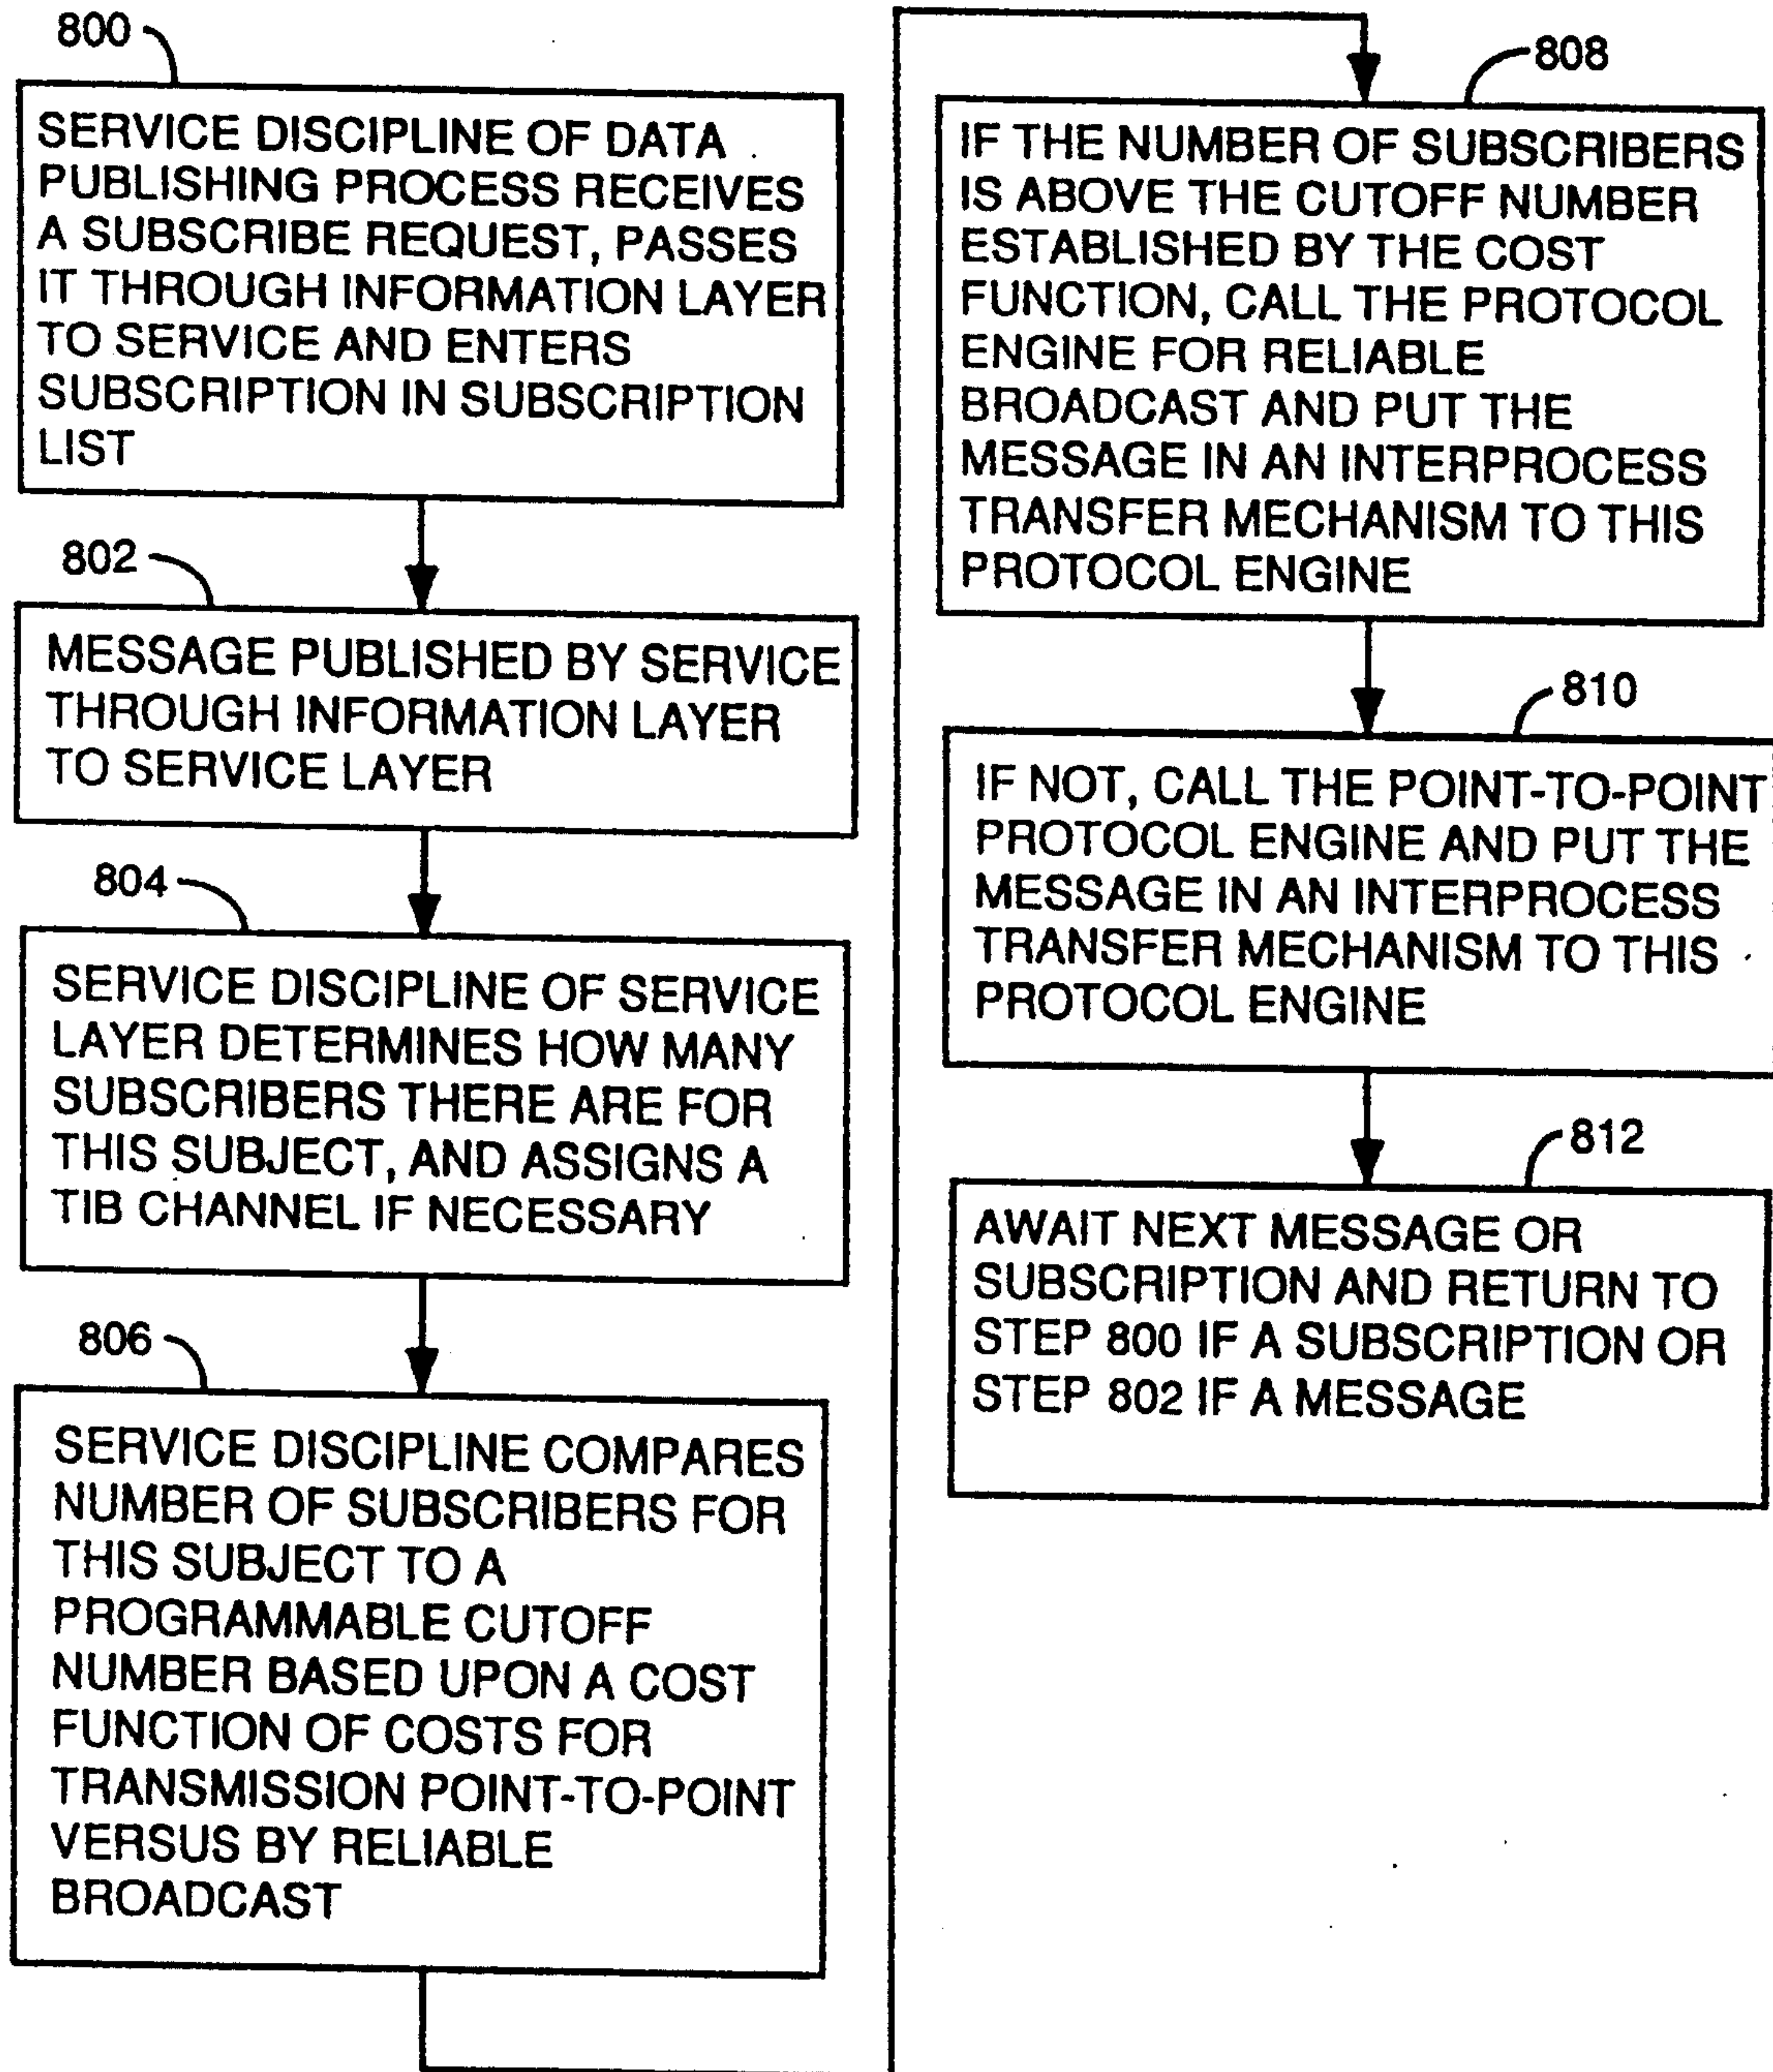 800
SERVICE DISCIPLINE OF DATA
PUBLISHING PROCESS RECEIVES
A SUBSCRIBE REQUEST, PASSES
IT THROUGH INFORMATION LAYER
TO SERVICE AND ENTERS
SUBSCRIPTION IN SUBSCRIPTION
LIST
802
MESSAGE PUBLISHED BY SERVICE
THROUGH INFORMATION LAYER
TO SERVICE LAYER
804
SERVICE DISCIPLINE OF SERVICE
LAYER DETERMINES HOW MANY
SUBSCRIBERS THERE ARE FOR
THIS SUBJECT, AND ASSIGNS A
TIB CHANNEL IF NECESSARY
806
SERVICE DISCIPLINE COMPARES
NUMBER OF SUBSCRIBERS FOR
THIS SUBJECT TO A
PROGRAMMABLE CUTOFF
NUMBER BASED UPON A COST
FUNCTION OF COSTS FOR
TRANSMISSION POINT-TO-POINT
VERSUS BY RELIABLE
BROADCAST
808
IF THE NUMBER OF SUBSCRIBERS
IS ABOVE THE CUTOFF NUMBER
ESTABLISHED BY THE COST
FUNCTION, CALL THE PROTOCOL
ENGINE FOR RELIABLE
BROADCAST AND PUT THE
MESSAGE IN AN INTERPROCESS
TRANSFER MECHANISM TO THIS
PROTOCOL ENGINE
810
IF NOT, CALL THE POINT-TO-POINT
PROTOCOL ENGINE AND PUT THE
MESSAGE IN AN INTERPROCESS
TRANSFER MECHANISM TO THIS
PROTOCOL ENGINE
812
AWAIT NEXT MESSAGE OR
SUBSCRIPTION AND RETURN TO
STEP 800 IF A SUBSCRIPTION OR
STEP 802 IF A MESSAGE